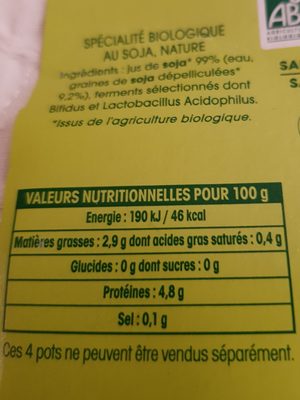 SPÉCIALITÉ BIOLOGIQUE
AU SOJA, NATURE
Ingrédients : jus de soja* 99% (eau,
graines de soja dépelliculées*
9,2%), ferments sélectionnés dont
Bifidus et Lactobacillus Acidophilus.
*Issus de l'agriculture biologique.
AB
SA
S
VALEURS NUTRITIONNELLES POUR 100 g
Energie : 190 kJ / 46 kcal
Matières grasses : 2,9 g dont acides gras saturés : 0,4 g
Glucides : 0 g dont sucres : 0 g
Protéines : 4,8 g
Sel : 0,1 g
Ces 4 pots ne peuvent être vendus séparément.